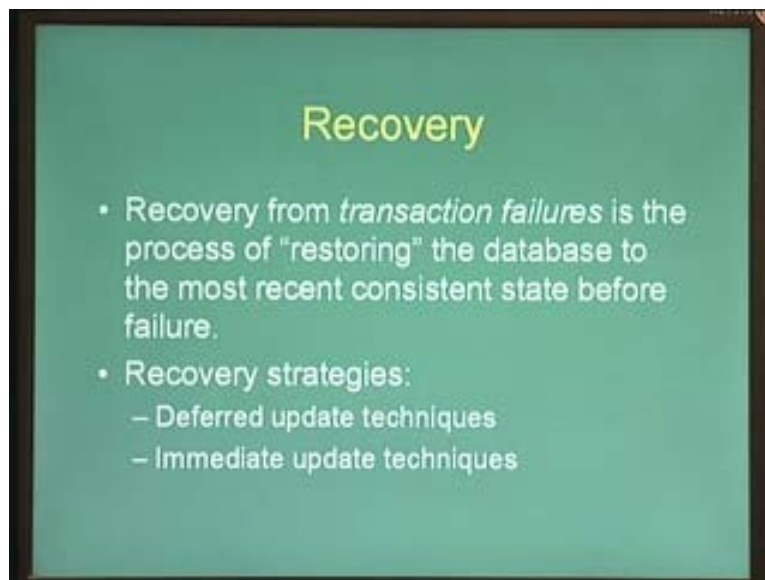 Recovery
• Recovery from transaction failures is the
process of “restoring” the database to
the most recent consistent state before
failure.
• Recovery strategies:
– Deferred update techniques
– Immediate update techniques